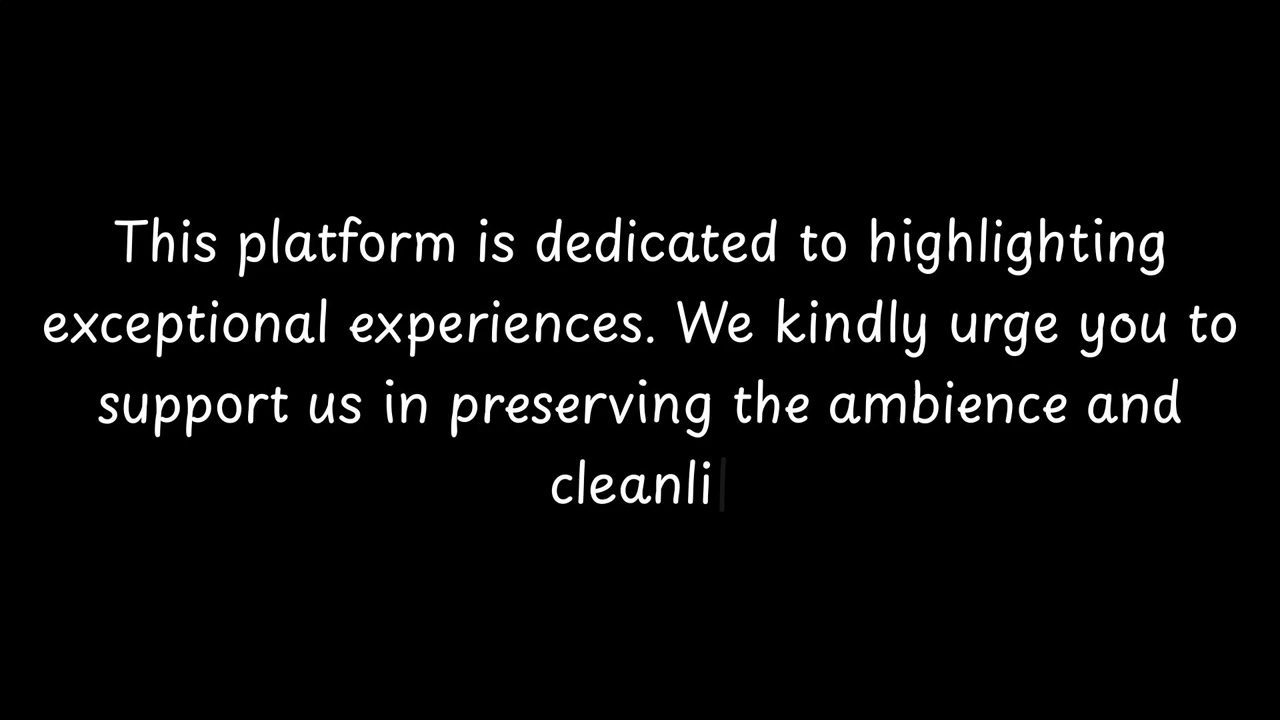 This platform is dedicated to highlighting
exceptional experiences. We kindly urge you to
support us in preserving the ambience and
cleanli